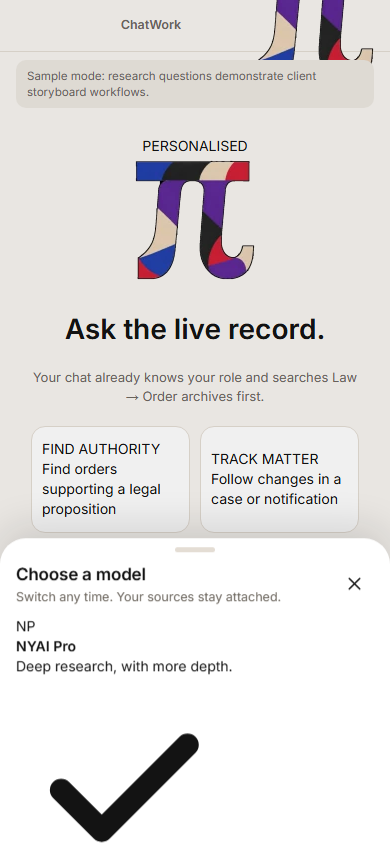 ChatWork
Sample mode: research questions demonstrate client
storyboard workflows.
PERSONALISED
Ask the live record.
Your chat already knows your role and searches Law
→ Order archives first.
FIND AUTHORITY
Find orders
supporting a legal
proposition
TRACK MATTER
Follow changes in a
case or notification
Choose a model
Switch any time. Your sources stay attached.
NP
NYAI Pro
Deep research, with more depth.